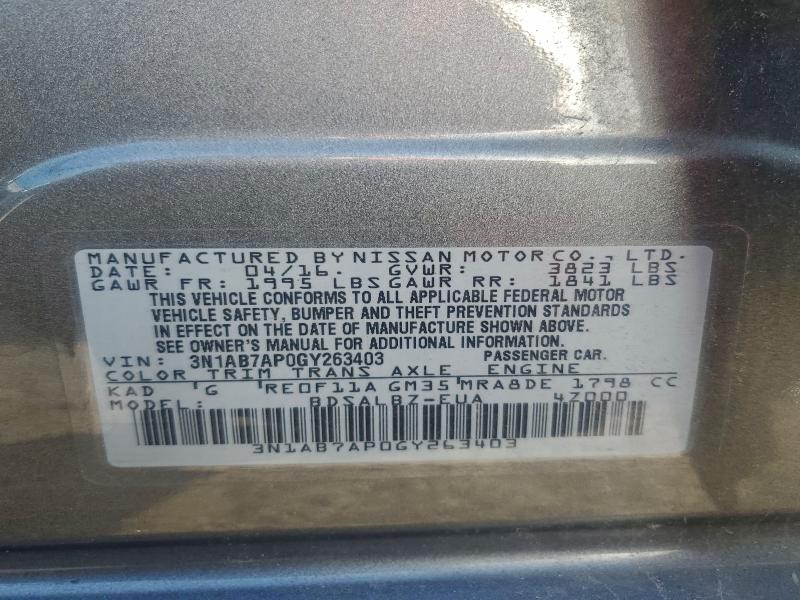 MANUFACTURED BY NISSAN MOTOR CO., LTD.
DATE: 04/16. GVWR: 3823 LBS
GAWR FR: 1995 LBS GAWR RR: 1841 LBS
THIS VEHICLE CONFORMS TO ALL APPLICABLE FEDERAL MOTOR
VEHICLE SAFETY, BUMPER AND THEFT PREVENTION STANDARDS
IN EFFECT ON THE DATE OF MANUFACTURE SHOWN ABOVE.
SEE OWNER'S MANUAL FOR ADDITIONAL INFORMATION.
VIN: 3N1AB7AP0GY263403 PASSENGER CAR.
COLOR TRIM TRANS AXLE ENGINE
KAD G RE0F11A GM35 MRA8DE 1798 CC
MODEL: BDSALBZ-EUA 47000
3N1AB7AP0GY263403